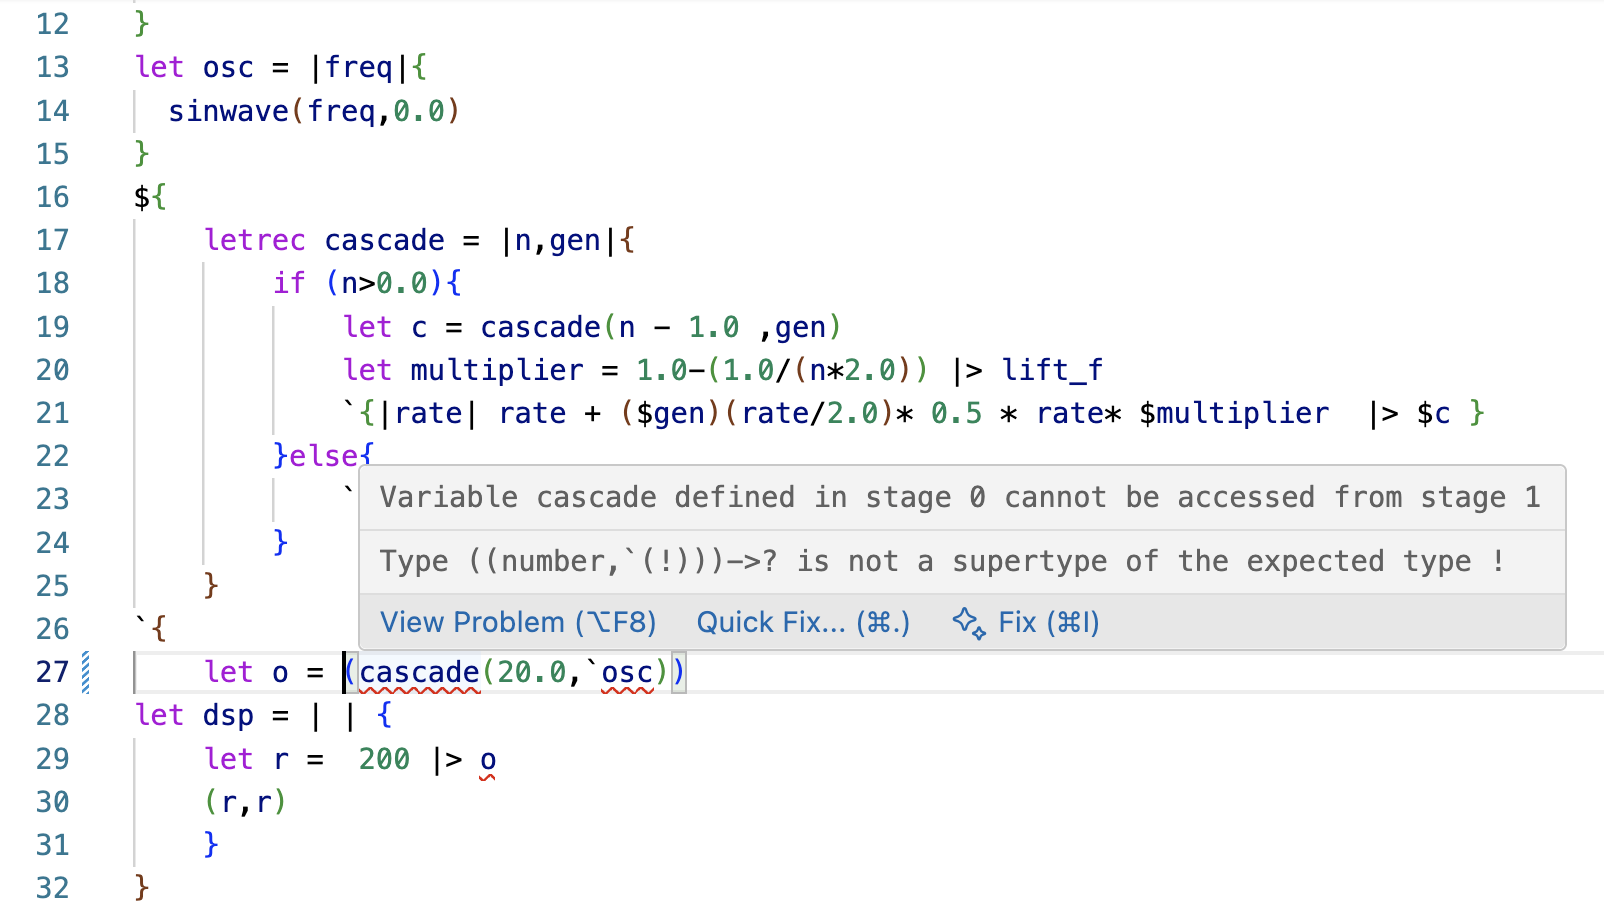 12 }
13 let osc = |freq|{
14 sinwave(freq,0.0)
15 }
16 ${
17 letrec cascade = |n,gen|{
18 if (n>0.0){
19 let c = cascade(n - 1.0 ,gen)
20 let multiplier = 1.0-(1.0/(n*2.0)) |> lift_f
21 `{|rate| rate + ($gen)(rate/2.0)* 0.5 * rate* $multiplier  |> $c }
22 }else{
23 `
Variable cascade defined in stage 0 cannot be accessed from stage 1
24 }
Type ((number,`(!)))->? is not a supertype of the expected type !
25 }
26 `{
View Problem (⌥F8) Quick Fix... (⌘.) Fix (⌘I)
27 let o = (cascade(20.0,`osc))
28 let dsp = | | {
29 let r =  200 |> o
30 (r,r)
31 }
32 }